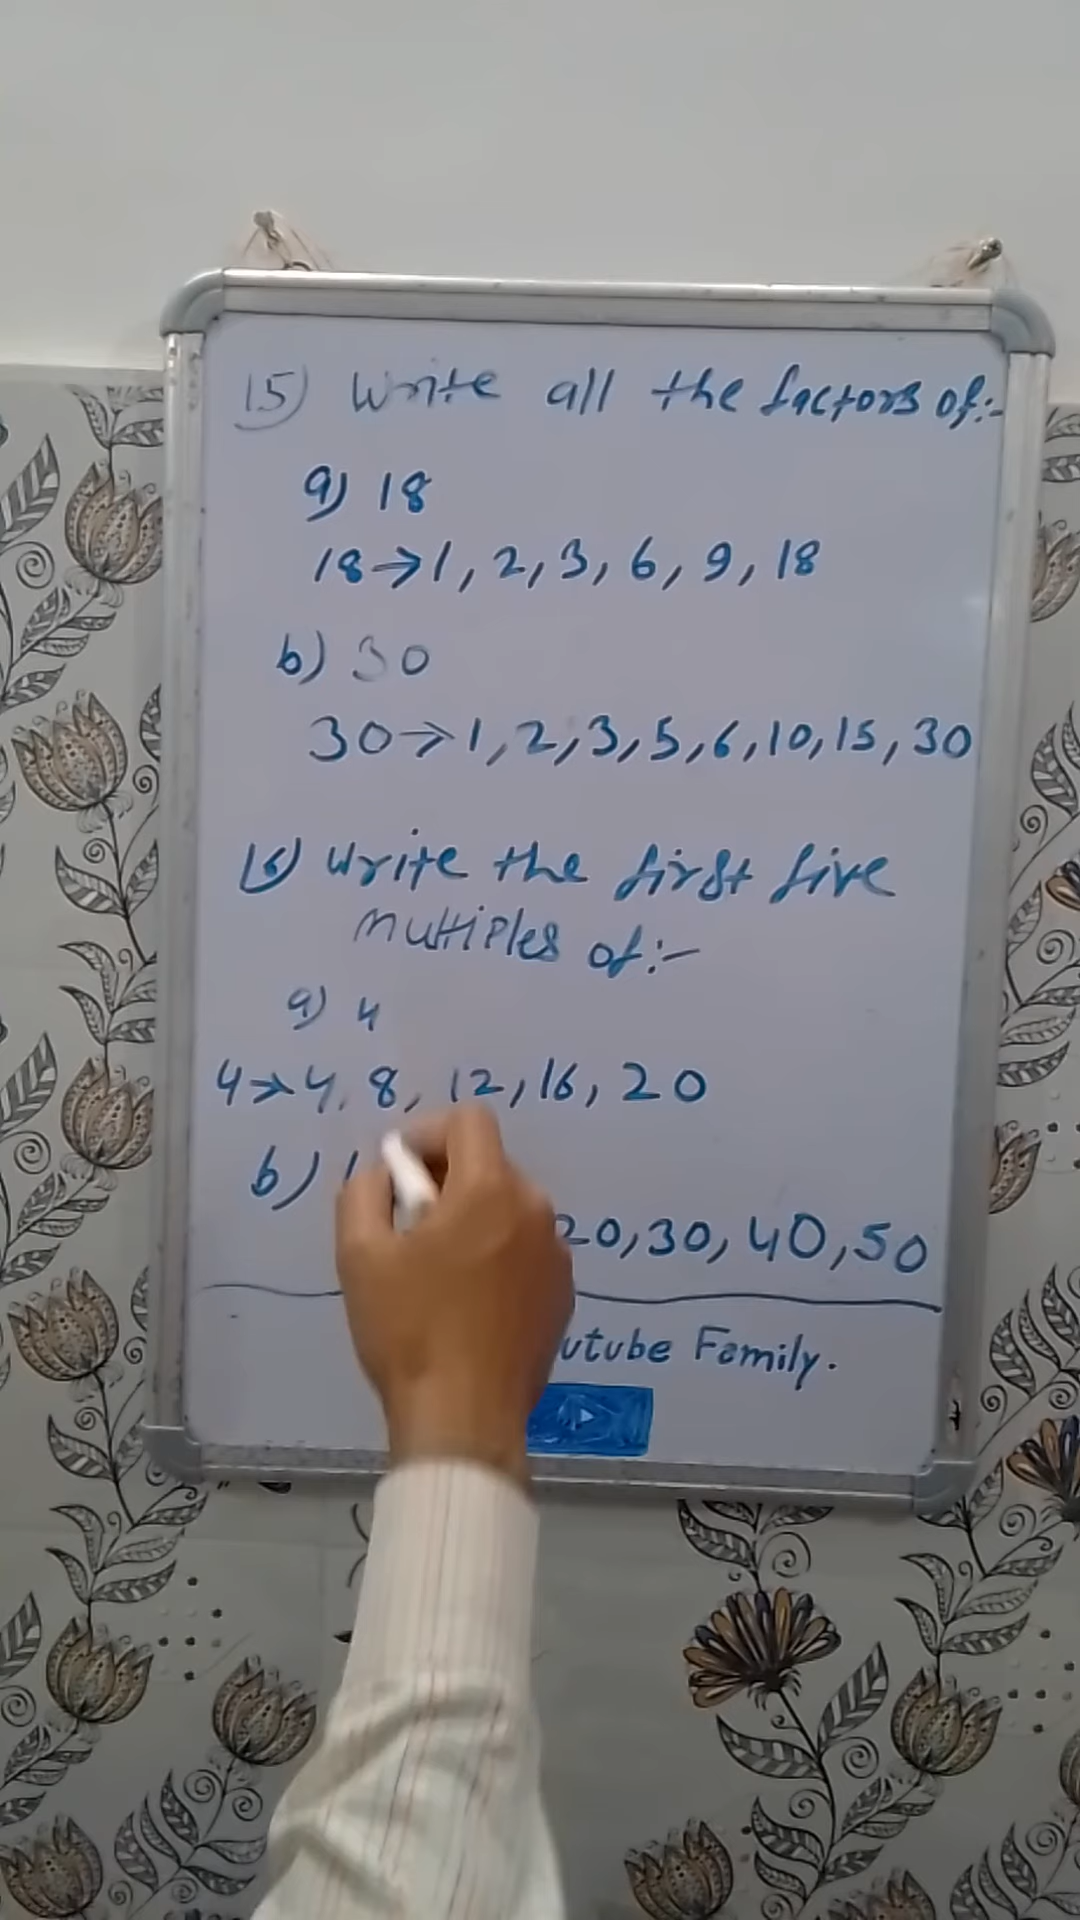 15) Write all the factors of:-
a) 18
18→1, 2, 3, 6, 9, 18
b) 30
30→1, 2, 3, 5, 6, 10, 15, 30
16) Write the first five
multiples of:-
a) 4
4→4, 8, 12, 16, 20
b) 1
20, 30, 40, 50
Family.